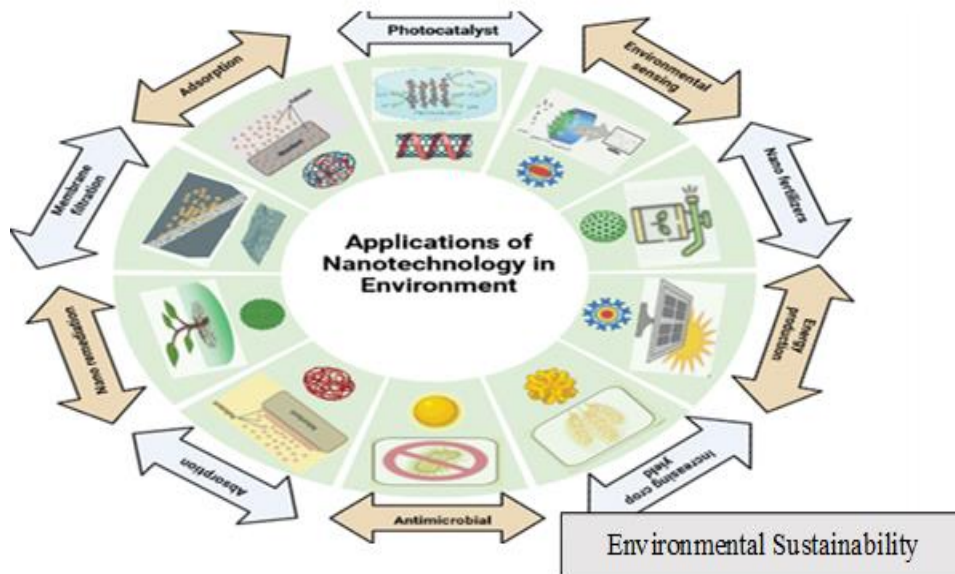 Photocatalyst
Environmental
sensing
Nano fertilizers
Energy
production
increasing crop
yield
Antimicrobial
Absorption
Nano remediation
Membrane
filtration
Adsorption
Applications of
Nanotechnology in
Environment
Environmental Sustainability